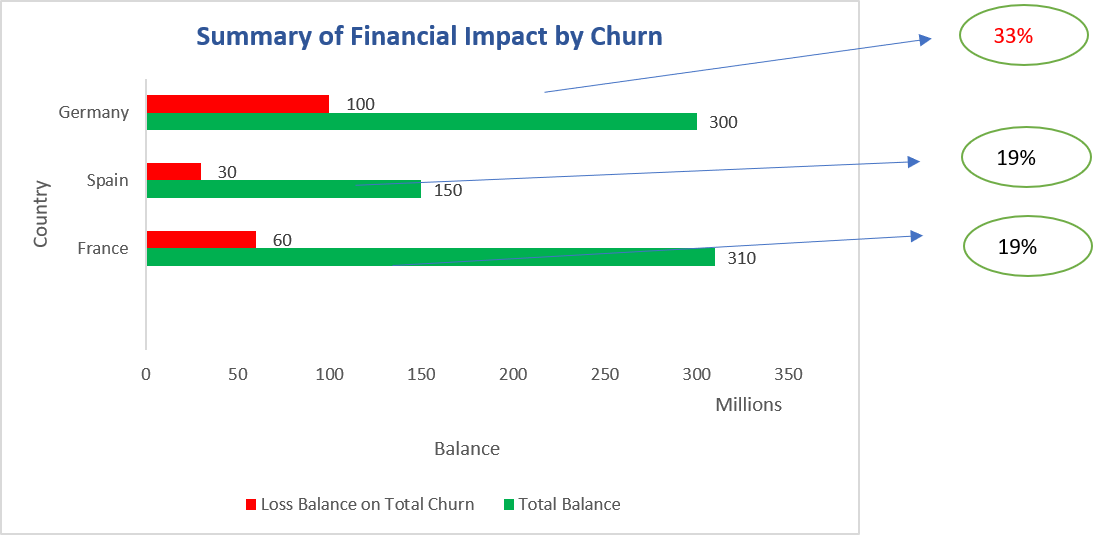 Summary of Financial Impact by Churn
33%
Germany
100
300
19%
Spain
30
150
Country
19%
France
60
310
0 50 100 150 200 250 300 350
Millions
Balance
Loss Balance on Total Churn Total Balance